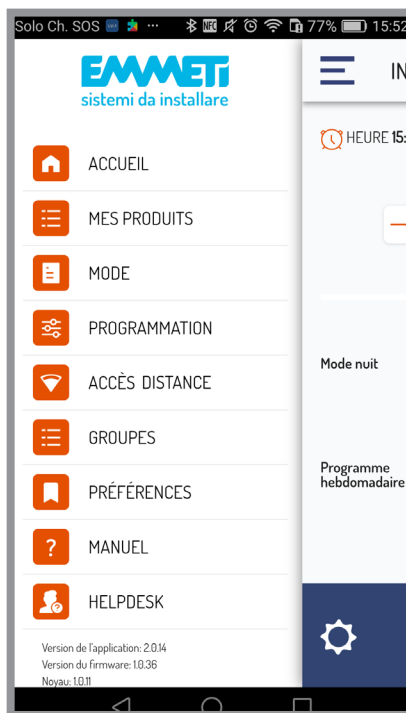 Solo Ch. SOS ... NFC 77% 15:52
EMMETI
sistemi da installare
IN
HEURE 15:
ACCUEIL
MES PRODUITS
MODE
PROGRAMMATION
Mode nuit
ACCÈS DISTANCE
GROUPES
Programme
hebdomadaire
PRÉFÉRENCES
? MANUEL
HELPDESK
Version de l'application: 2.0.14
Version du firmware: 1.0.36
Noyau: 1.0.11